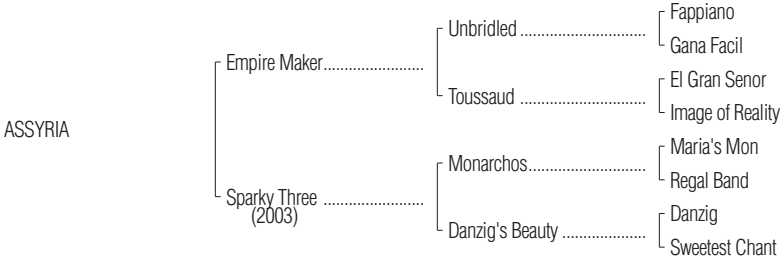 Fappiano
Unbridled ..............................
Gana Facil
Empire Maker........................
El Gran Senor
Toussaud ..............................
Image of Reality
ASSYRIA
Maria's Mon
Monarchos............................
Regal Band
Sparky Three ........................
(2003)
Danzig
Danzig's Beauty ....................
Sweetest Chant